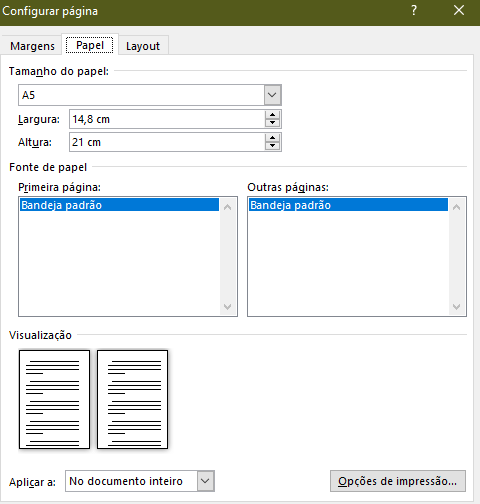 Configurar página ?
Margens Papel Layout
Tamanho do papel:
A5
Largura: 14,8 cm
Altura: 21 cm
Fonte de papel
Primeira página: Outras páginas:
Bandeja padrão Bandeja padrão
Visualização
Aplicar a: No documento inteiro Opções de impressão...